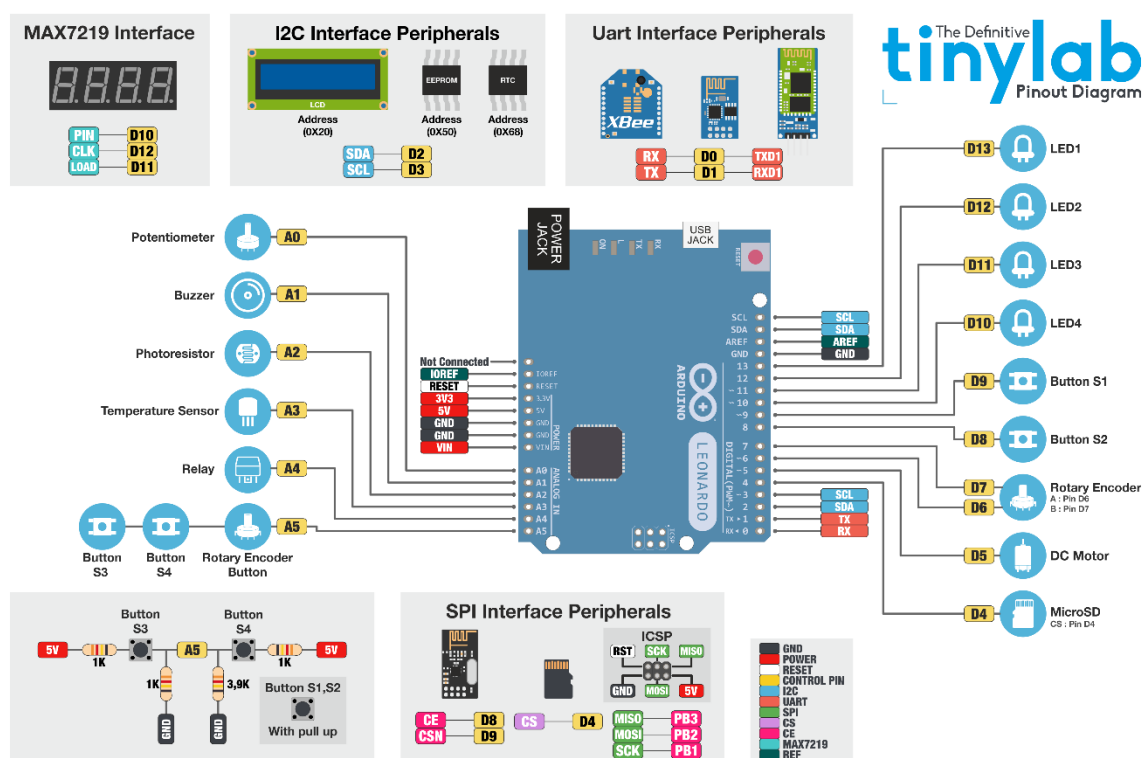 MAX7219 Interface
PIN D10
CLK D12
LOAD D11
I2C Interface Peripherals
LCD
EEPROM
RTC
Address
(0X20)
Address
(0X50)
Address
(0X68)
SDA D2
SCL D3
Uart Interface Peripherals
XBee
RX D0 TXD1
TX D1 RXD1
The Definitive
tinylab
Pinout Diagram
Potentiometer A0
Buzzer A1
Photoresistor A2
Temperature Sensor A3
Relay A4
A5
Button
S3
Button
S4
Rotary Encoder
Button
POWER
JACK
USB
JACK
ON
L
TX
RX
RESET
Not Connected
IOREF IOREF
RESET RESET
3V3 3.3V
5V 5V
GND GND
GND GND
VIN VIN
POWER
A0
A1
A2
A3
A4
A5
ANALOG IN
ARDUINO
LEONARDO
ICSP
SCL SCL
SDA SDA
AREF AREF
GND GND
13
12
~11
~10
~9
8
7
~6
~5
4
~3 SCL
2 SDA
TX 1 TX
RX 0 RX
DIGITAL (PWM~)
D13 LED1
D12 LED2
D11 LED3
D10 LED4
D9 Button S1
D8 Button S2
D7 Rotary Encoder
A : Pin D6
D6
B : Pin D7
D5 DC Motor
D4 MicroSD
CS : Pin D4
Button
S3
Button
S4
5V
1K
A5
1K
5V
1K
3,9K
GND
GND
Button S1,S2
With pull up
SPI Interface Peripherals
ICSP
RST SCK MISO
GND MOSI 5V
CE D8
CSN D9
CS D4
MISO PB3
MOSI PB2
SCK PB1
GND
POWER
RESET
CONTROL PIN
I2C
UART
SPI
CS
CE
MAX7219
REF